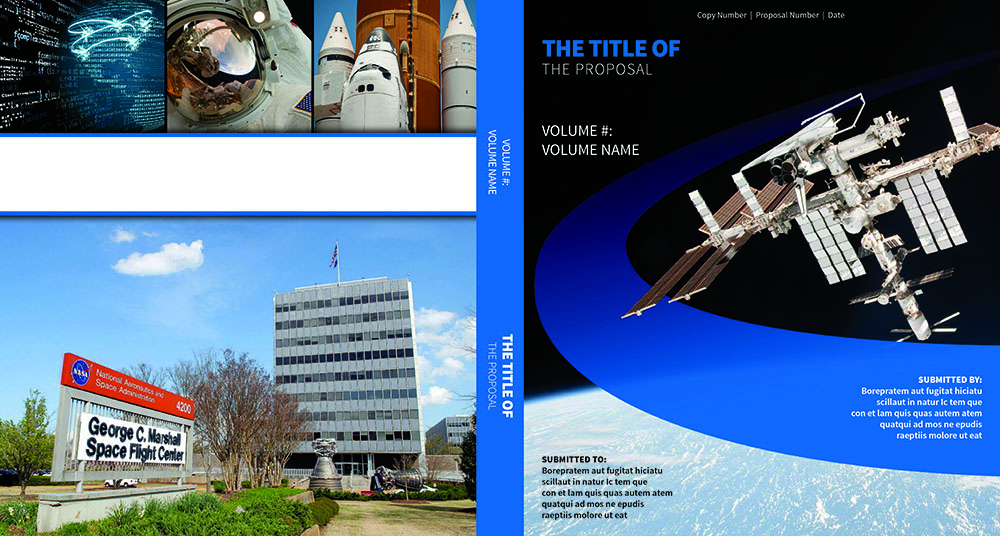 NASA
National Aeronautics and
Space Administration
4200
George C. Marshall
Space Flight Center
VOLUME #:
VOLUME NAME
THE TITLE OF
THE PROPOSAL
Copy Number | Proposal Number | Date
THE TITLE OF
THE PROPOSAL
VOLUME #:
VOLUME NAME
SUBMITTED BY:
Borepratem aut fugitat hiciatu
scillaut in natur Ic tem que
con et lam quis quas autem atem
quatqui ad mos ne epudis
raeptiis molore ut eat
SUBMITTED TO:
Borepratem aut fugitat hiciatu
scillaut in natur Ic tem que
con et lam quis quas autem atem
quatqui ad mos ne epudis
raeptiis molore ut eat